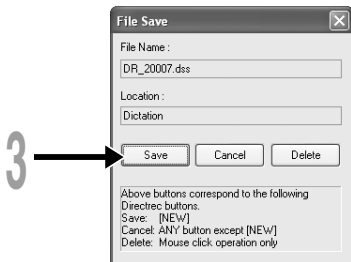 File Save
File Name :
DR_20007.dss
Location :
Dictation
3
Save Cancel Delete
Above buttons correspond to the following
Directrec buttons.
Save: [NEW]
Cancel: ANY button except [NEW]
Delete: Mouse click operation only